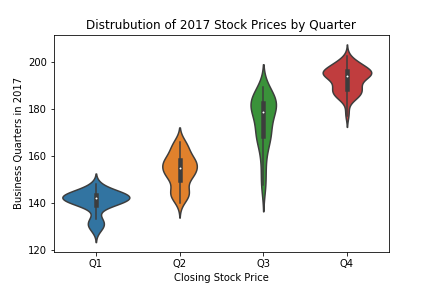 Distrubution of 2017 Stock Prices by Quarter
Business Quarters in 2017
200
180
160
140
120
Q1 Q2 Q3 Q4
Closing Stock Price